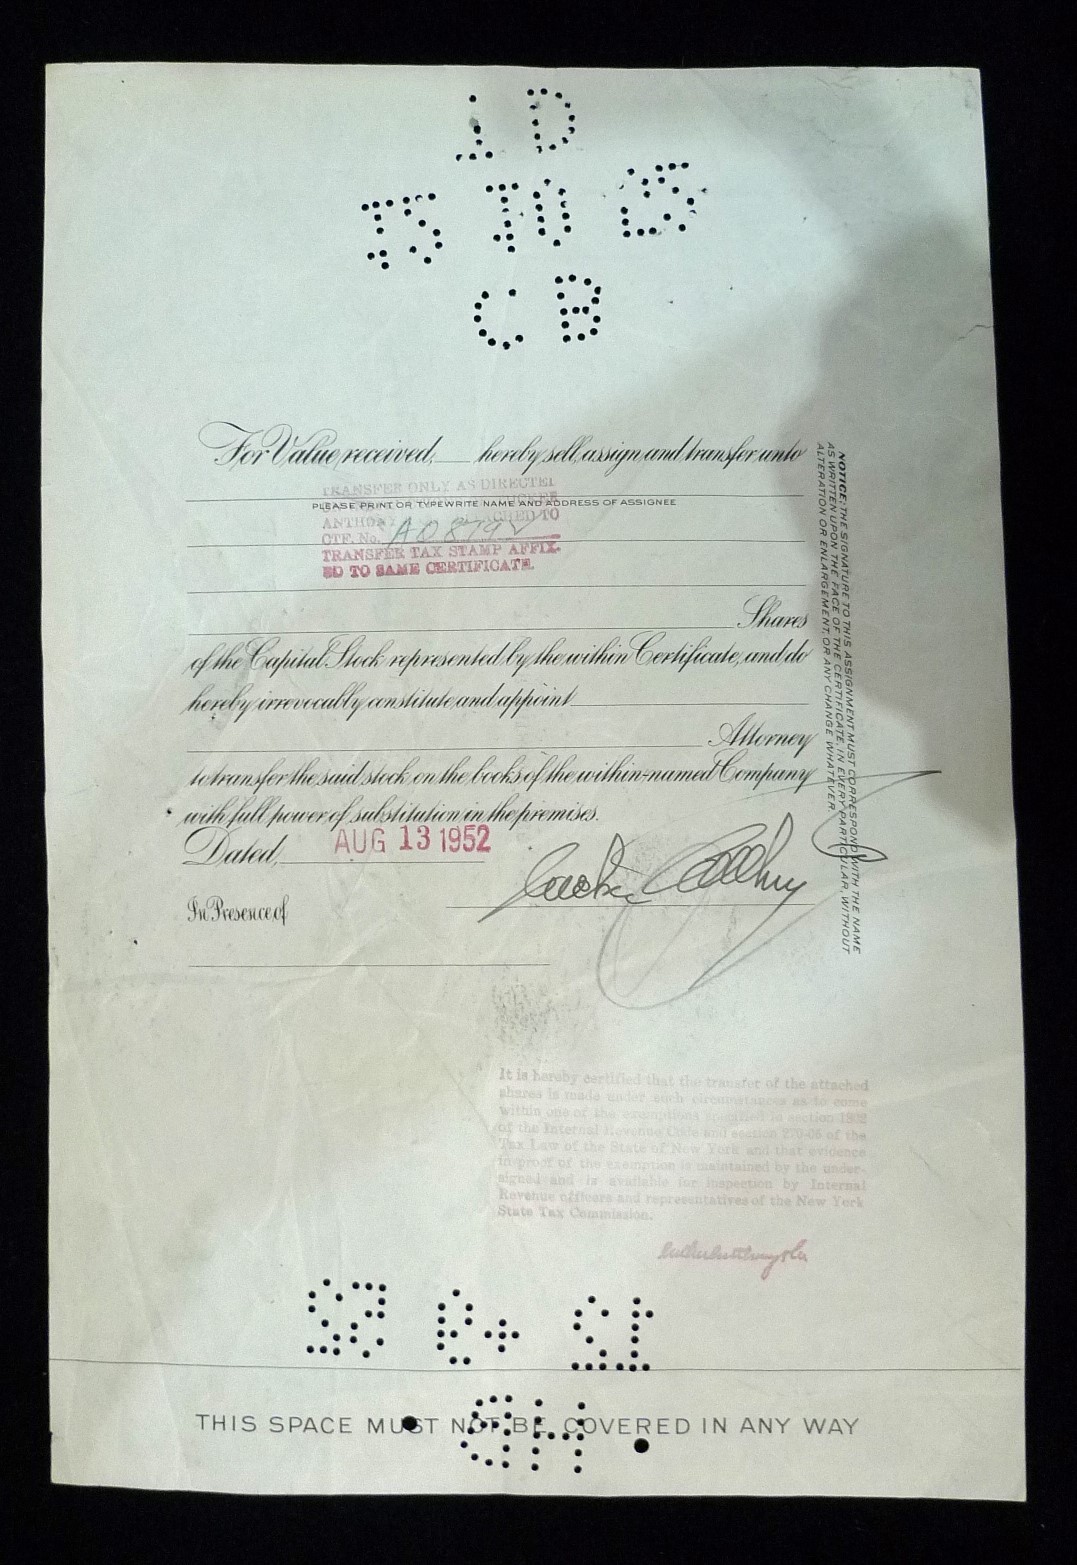 For Value received, hereby sell, assign and transfer unto
TRANSFER ONLY AS DIRECTED
PLEASE PRINT OR TYPEWRITE NAME AND ADDRESS OF ASSIGNEE
ANTHONY ATTACHED TO
CTF. No. A08792
TRANSFER TAX STAMP AFFIX-
ED TO SAME CERTIFICATE.
Shares
of the Capital Stock represented by the within Certificate, and do
hereby irrevocably constitute and appoint
Attorney
to transfer the said stock on the books of the within-named Company
with full power of substitution in the premises.
Dated, AUG 13 1952
In Presence of
NOTICE: THE SIGNATURE TO THIS ASSIGNMENT MUST CORRESPOND WITH THE NAME
AS WRITTEN UPON THE FACE OF THE CERTIFICATE, IN EVERY PARTICULAR, WITHOUT
ALTERATION OR ENLARGEMENT, OR ANY CHANGE WHATEVER.
It is hereby certified that the transfer of the attached
shares is made under such circumstances as to come
within one of the exemptions specified in section 1802
of the Internal Revenue Code and section 270-06 of the
Tax Law of the State of New York and that evidence
in proof of the exemption is maintained by the under-
signed and is available for inspection by Internal
Revenue officers and representatives of the New York
State Tax Commission.
THIS SPACE MUST NOT BE COVERED IN ANY WAY